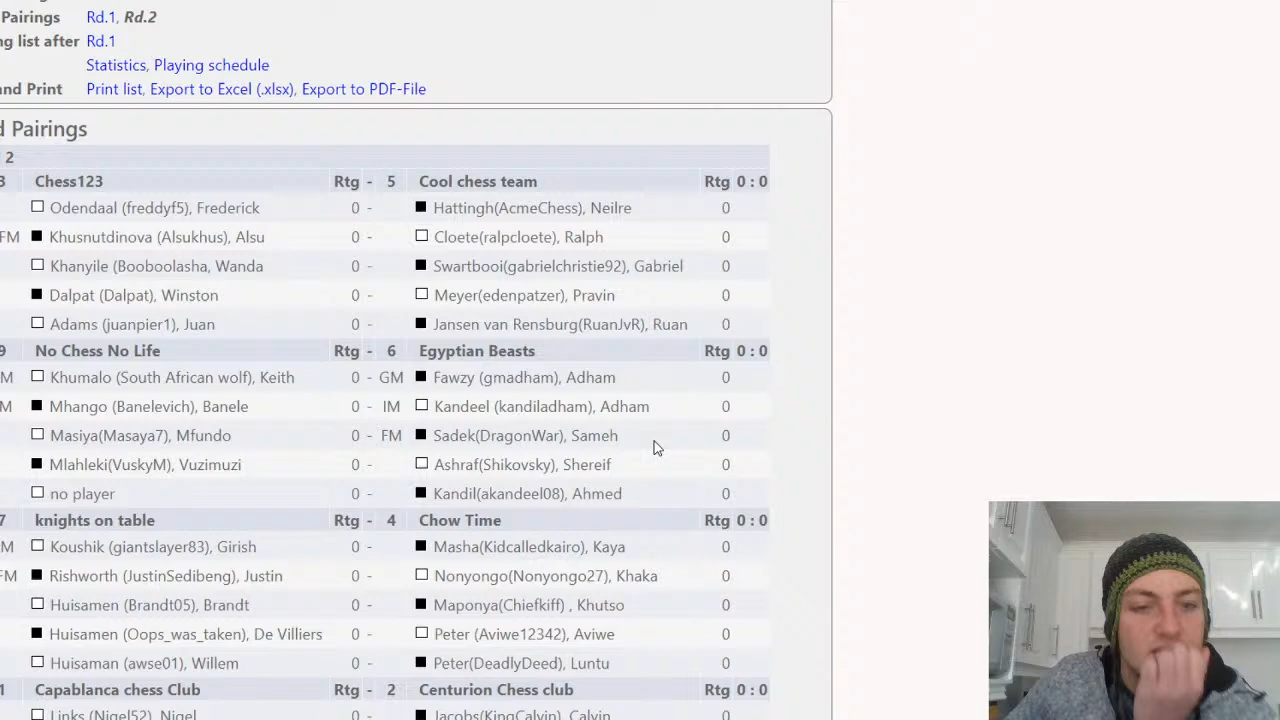 Pairings Rd.1, Rd.2
ng list after Rd.1
Statistics, Playing schedule
and Print Print list, Export to Excel (.xlsx), Export to PDF-File
d Pairings
2
3 Chess123 Rtg - 5 Cool chess team Rtg 0 : 0
Odendaal (freddyf5), Frederick 0 - Hattingh(AcmeChess), Neilre 0
FM Khusnutdinova (Alsukhus), Alsu 0 - Cloete(ralpcloete), Ralph 0
Khanyile (Booboolasha, Wanda 0 - Swartbooi(gabrielchristie92), Gabriel 0
Dalpat (Dalpat), Winston 0 - Meyer(edenpatzer), Pravin 0
Adams (juanpier1), Juan 0 - Jansen van Rensburg(RuanJvR), Ruan 0
9 No Chess No Life Rtg - 6 Egyptian Beasts Rtg 0 : 0
M Khumalo (South African wolf), Keith 0 - GM Fawzy (gmadham), Adham 0
M Mhango (Banelevich), Banele 0 - IM Kandeel (kandiladham), Adham 0
Masiya(Masaya7), Mfundo 0 - FM Sadek(DragonWar), Sameh 0
Mlahleki(VuskyM), Vuzimuzi 0 - Ashraf(Shikovsky), Shereif 0
no player 0 - Kandil(akandeel08), Ahmed 0
7 knights on table Rtg - 4 Chow Time Rtg 0 : 0
M Koushik (giantslayer83), Girish 0 - Masha(Kidcalledkairo), Kaya 0
FM Rishworth (JustinSedibeng), Justin 0 - Nonyongo(Nonyongo27), Khaka 0
Huisamen (Brandt05), Brandt 0 - Maponya(Chiefkiff) , Khutso 0
Huisamen (Oops_was_taken), De Villiers 0 - Peter (Aviwe12342), Aviwe 0
Huisaman (awse01), Willem 0 - Peter(DeadlyDeed), Luntu 0
1 Capablanca chess Club Rtg - 2 Centurion Chess club Rtg 0 : 0
Links (Nigel52), Nigel 0 - Jacobs(KingCalvin), Calvin 0